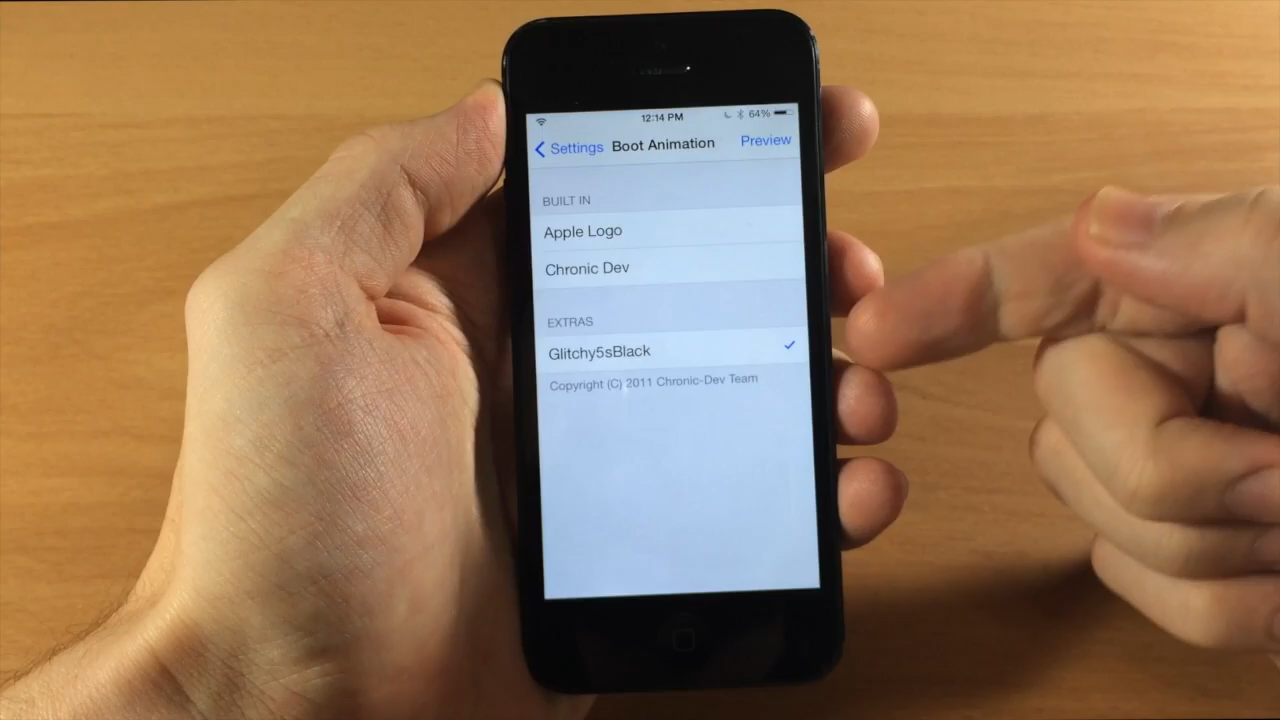 12:14 PM 64%
Settings Boot Animation Preview
BUILT IN
Apple Logo
Chronic Dev
EXTRAS
Glitchy5sBlack
Copyright (C) 2011 Chronic-Dev Team